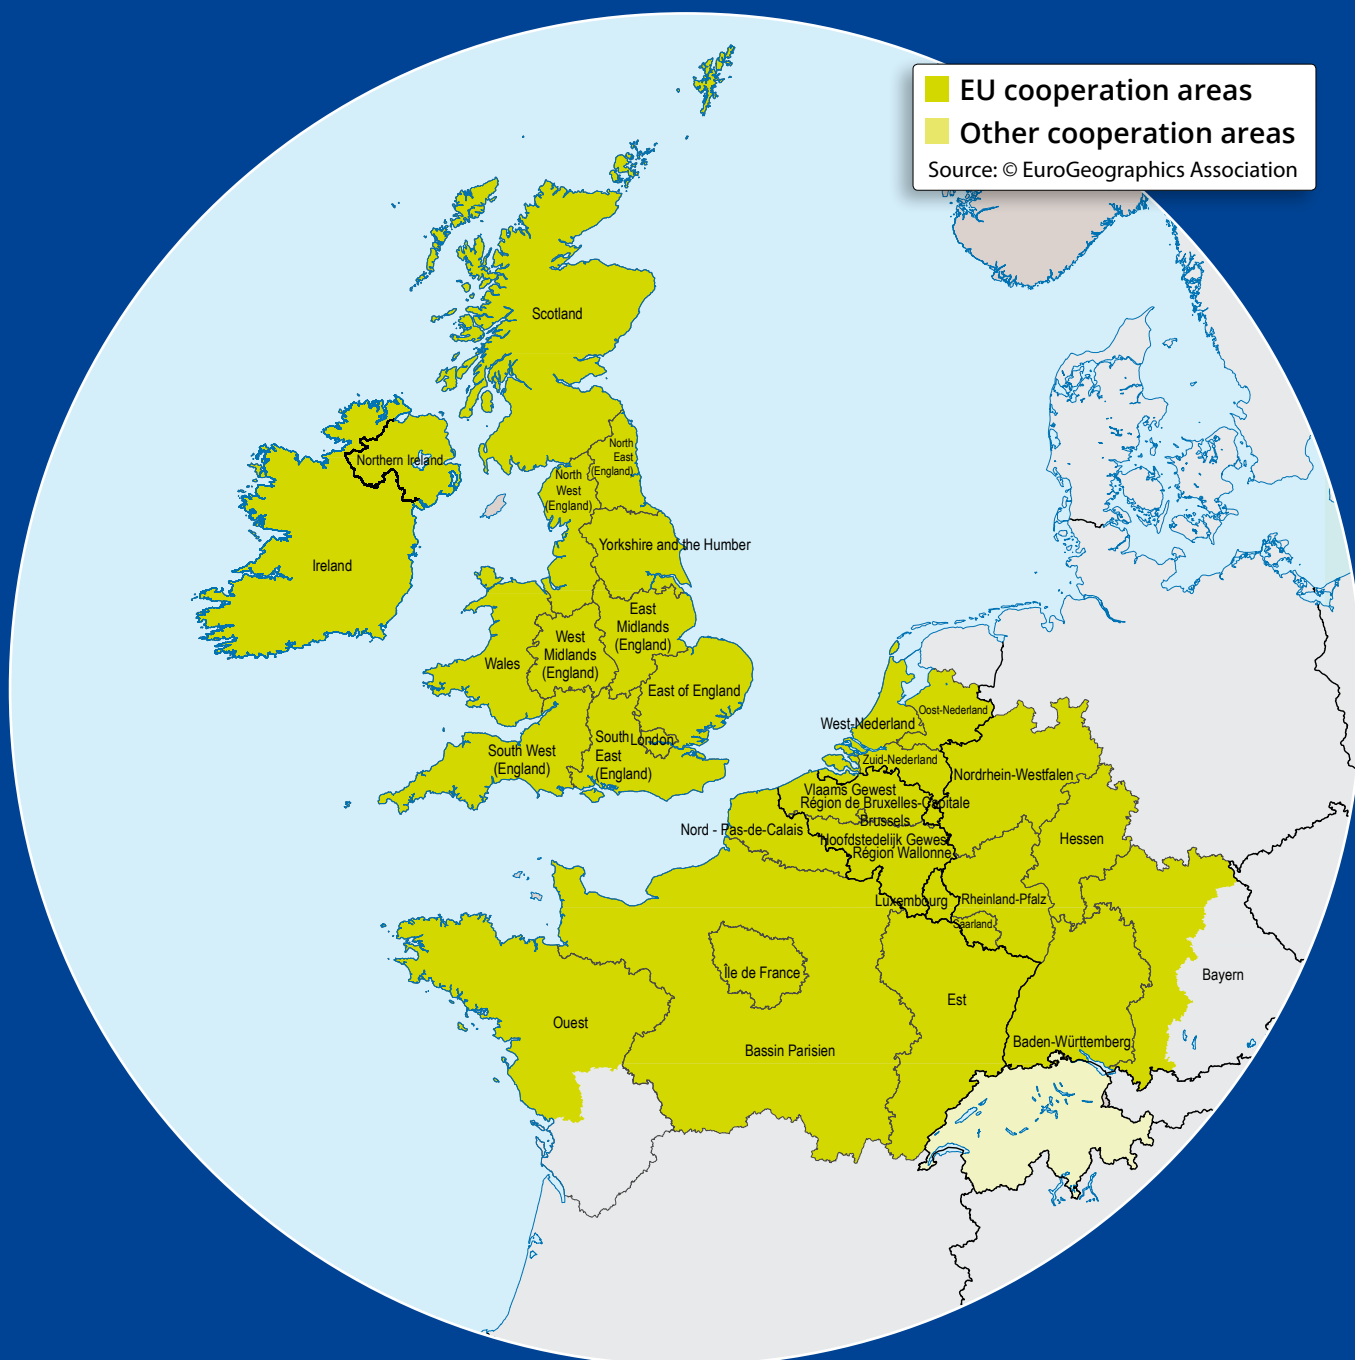 EU cooperation areas
Other cooperation areas
Source: © EuroGeographics Association
Scotland
North
East
(England)
Northern Ireland
North
West
(England)
Yorkshire and the Humber
Ireland
East
Midlands
(England)
West
Midlands
(England)
Wales
East of England
South West
(England)
South
East
(England)
London
West-Nederland
Oost-Nederland
Zuid-Nederland
Nordrhein-Westfalen
Vlaams Gewest
Région de Bruxelles-Capitale
Brussels
Hoofdstedelijk Gewest
Région Wallonne
Nord - Pas-de-Calais
Hessen
Luxembourg
Rheinland-Pfalz
Saarland
Île de France
Est
Bayern
Ouest
Bassin Parisien
Baden-Württemberg